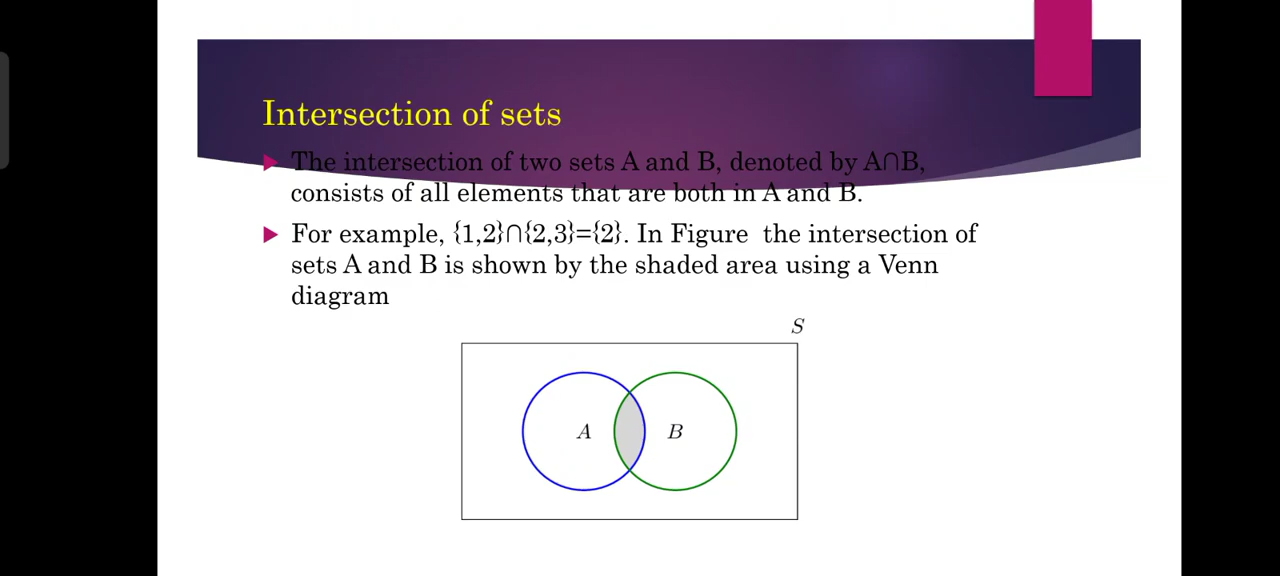 Intersection of sets
The intersection of two sets A and B, denoted by A∩B,
consists of all elements that are both in A and B.
For example, {1,2}∩{2,3}={2}. In Figure the intersection of
sets A and B is shown by the shaded area using a Venn
diagram
S
A B